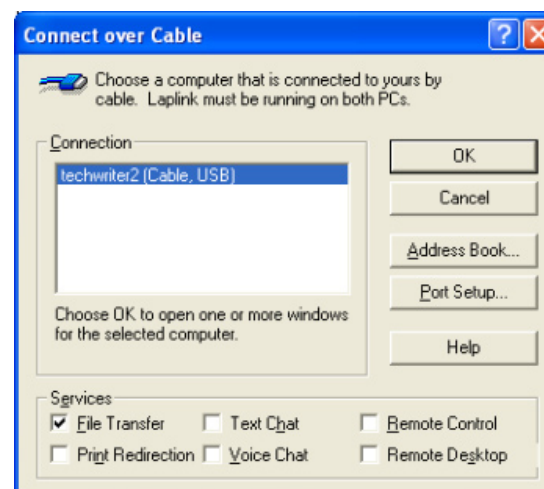 Connect over Cable
Choose a computer that is connected to yours by
cable. Laplink must be running on both PCs.
Connection
techwriter2 (Cable, USB)
Choose OK to open one or more windows
for the selected computer.
OK
Cancel
Address Book...
Port Setup...
Help
Services
File Transfer Text Chat Remote Control
Print Redirection Voice Chat Remote Desktop